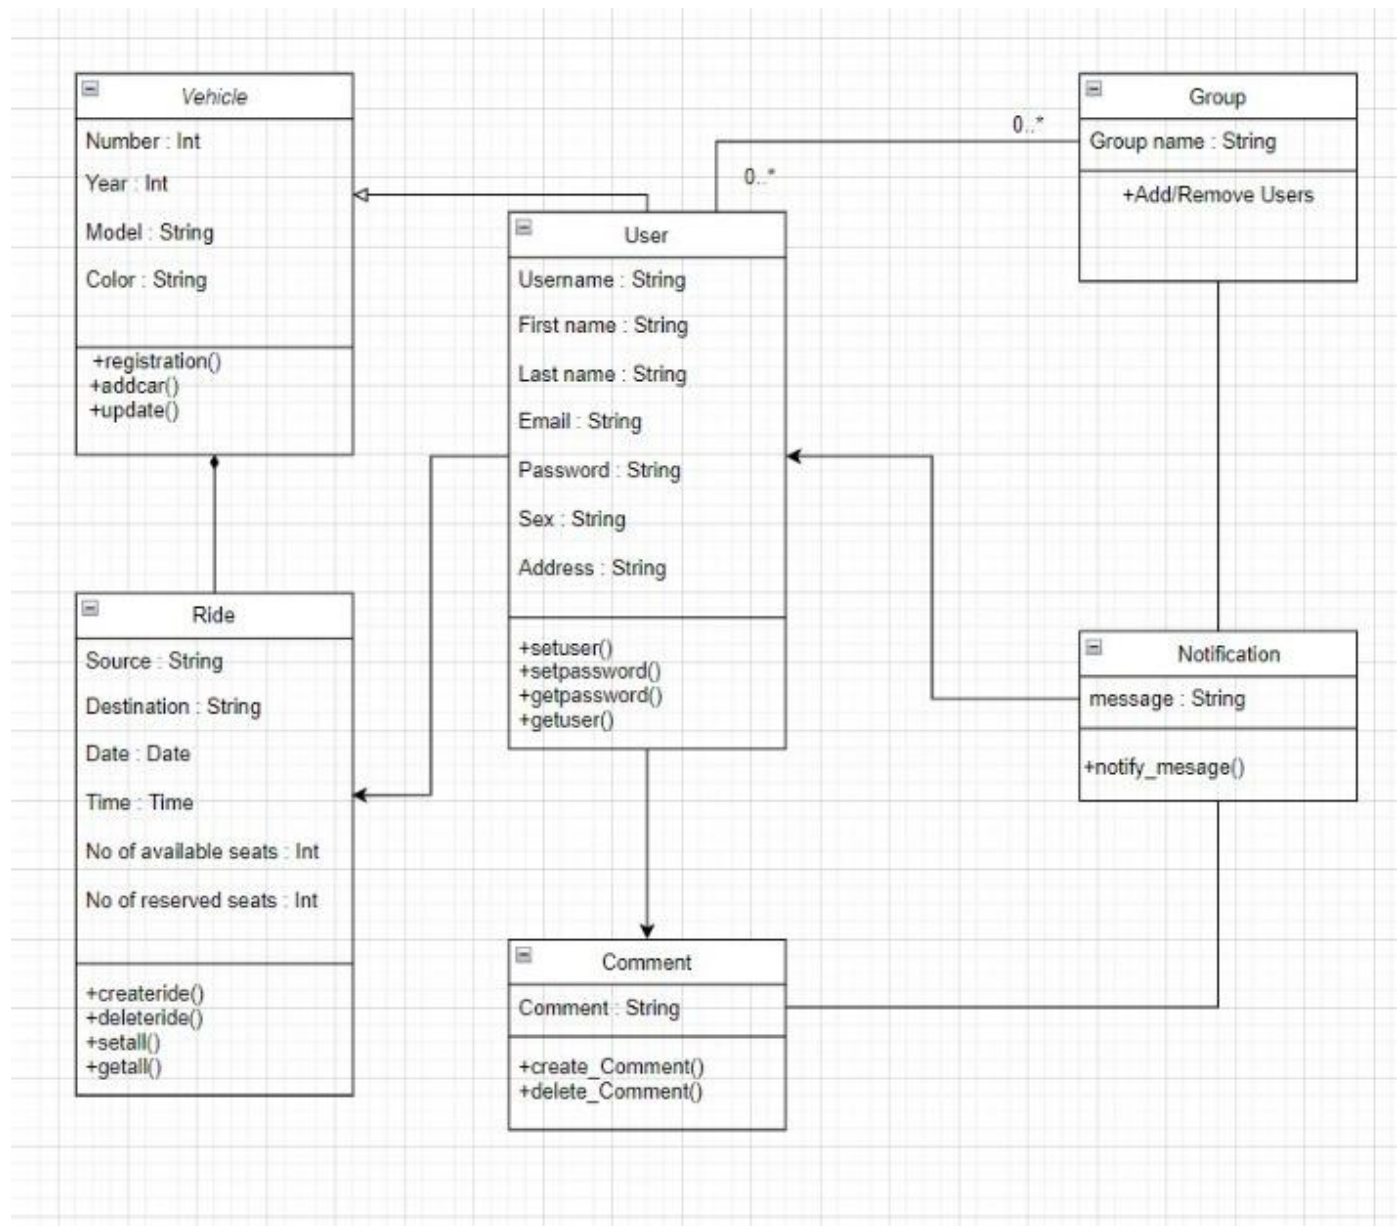 Vehicle
Number : Int
Year : Int
Model : String
Color : String
+registration()
+addcar()
+update()
0..*
0..*
Group
Group name : String
+Add/Remove Users
User
Username : String
First name : String
Last name : String
Email : String
Password : String
Sex : String
Address : String
+setuser()
+setpassword()
+getpassword()
+getuser()
Ride
Source : String
Destination : String
Date : Date
Time : Time
No of available seats : Int
No of reserved seats : Int
+createride()
+deleteride()
+setall()
+getall()
Notification
message : String
+notify_mesage()
Comment
Comment : String
+create_Comment()
+delete_Comment()